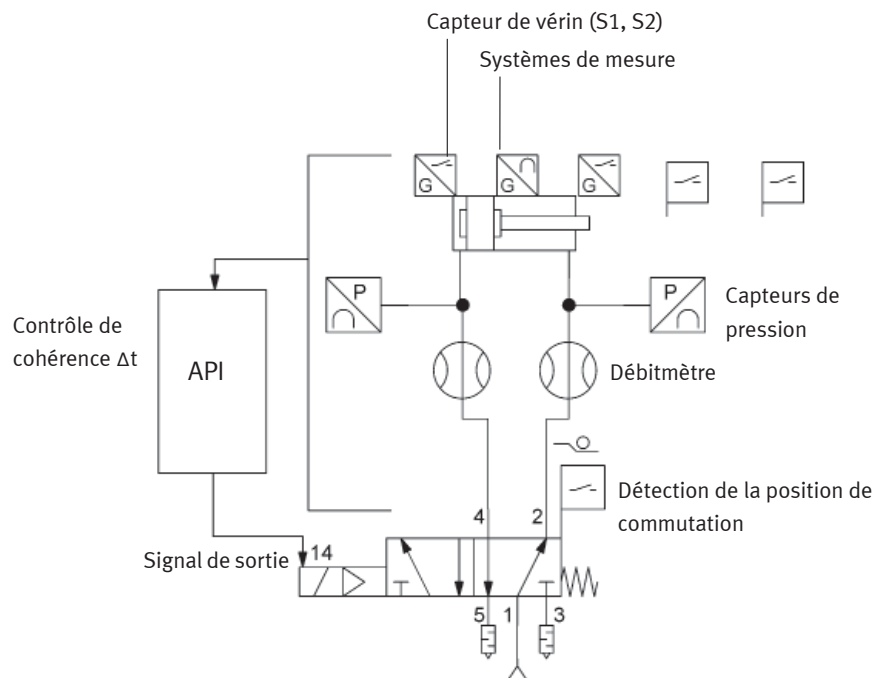 Capteur de vérin (S1, S2)
Systèmes de mesure
G
G
G
P
P
Capteurs de
pression
Contrôle de
cohérence Δt
API
Débitmètre
4
2
Détection de la position de
commutation
Signal de sortie
14
5
1
3